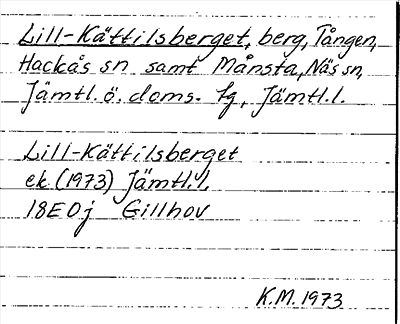 Lill-Kättilsberget, berg, Tången,
Hackås sn samt Månsta, Näs sn,
Jämtl. ö. doms. fg, Jämtl. l.
Lill-Kättilsberget
ek. (1973) Jämtl. l.
18E0j Gillhov
K.M. 1973